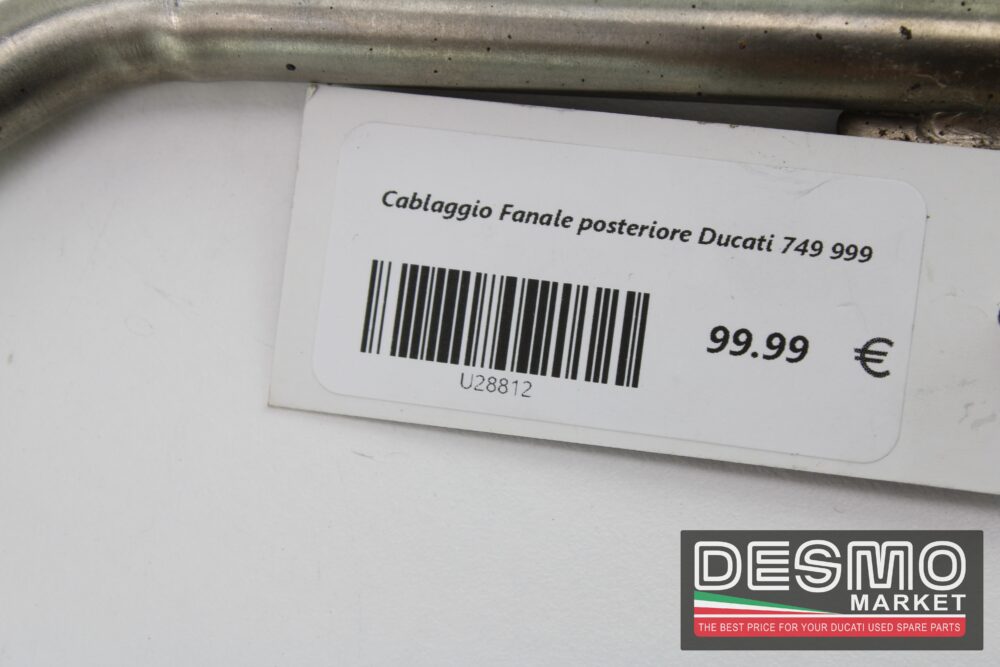 Cablaggio Fanale posteriore Ducati 749 999
99.99 €
U28812
DESMO
MARKET
THE BEST PRICE FOR YOUR DUCATI USED SPARE PARTS